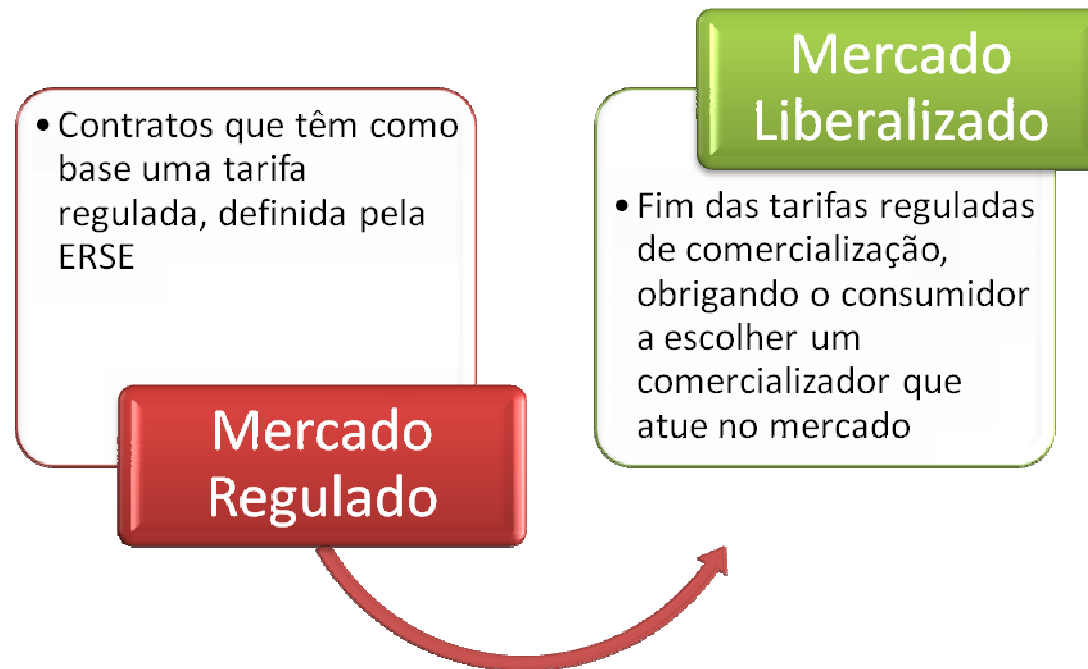 • Contratos que têm como
base uma tarifa
regulada, definida pela
ERSE
Mercado
Regulado
Mercado
Liberalizado
• Fim das tarifas reguladas
de comercialização,
obrigando o consumidor
a escolher um
comercializador que
atue no mercado